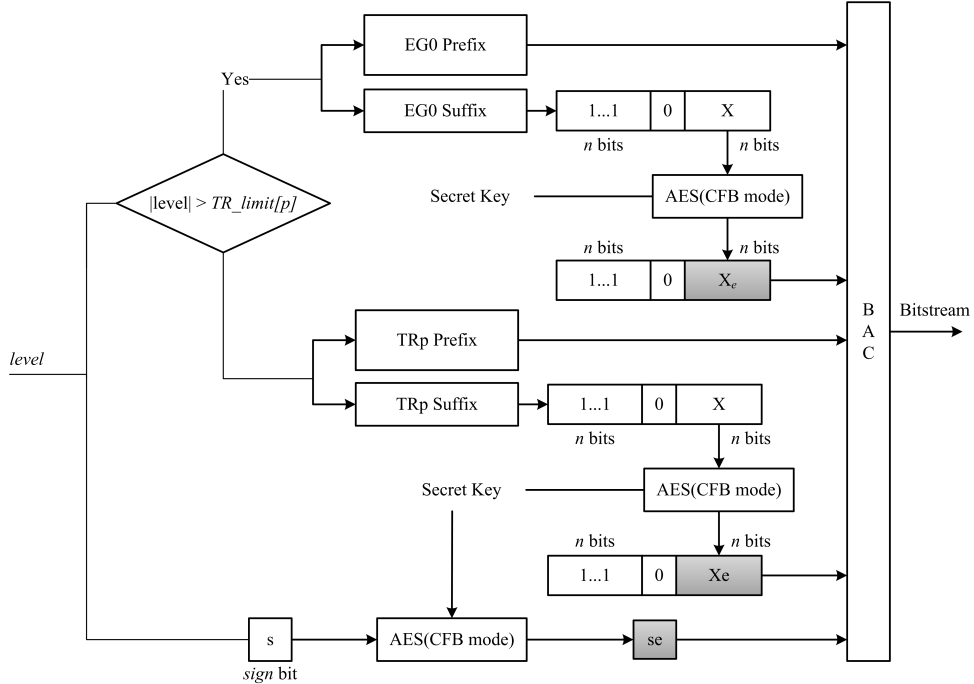 EG0 Prefix
Yes
EG0 Suffix
1...1 0 X
n bits n bits
Secret Key
AES(CFB mode)
|level| > TR_limit[p]
n bits n bits
1...1 0 Xe
B
A
C
Bitstream
TRp Prefix
level
TRp Suffix
1...1 0 X
n bits n bits
Secret Key
AES(CFB mode)
n bits n bits
1...1 0 Xe
s
AES(CFB mode)
se
sign bit